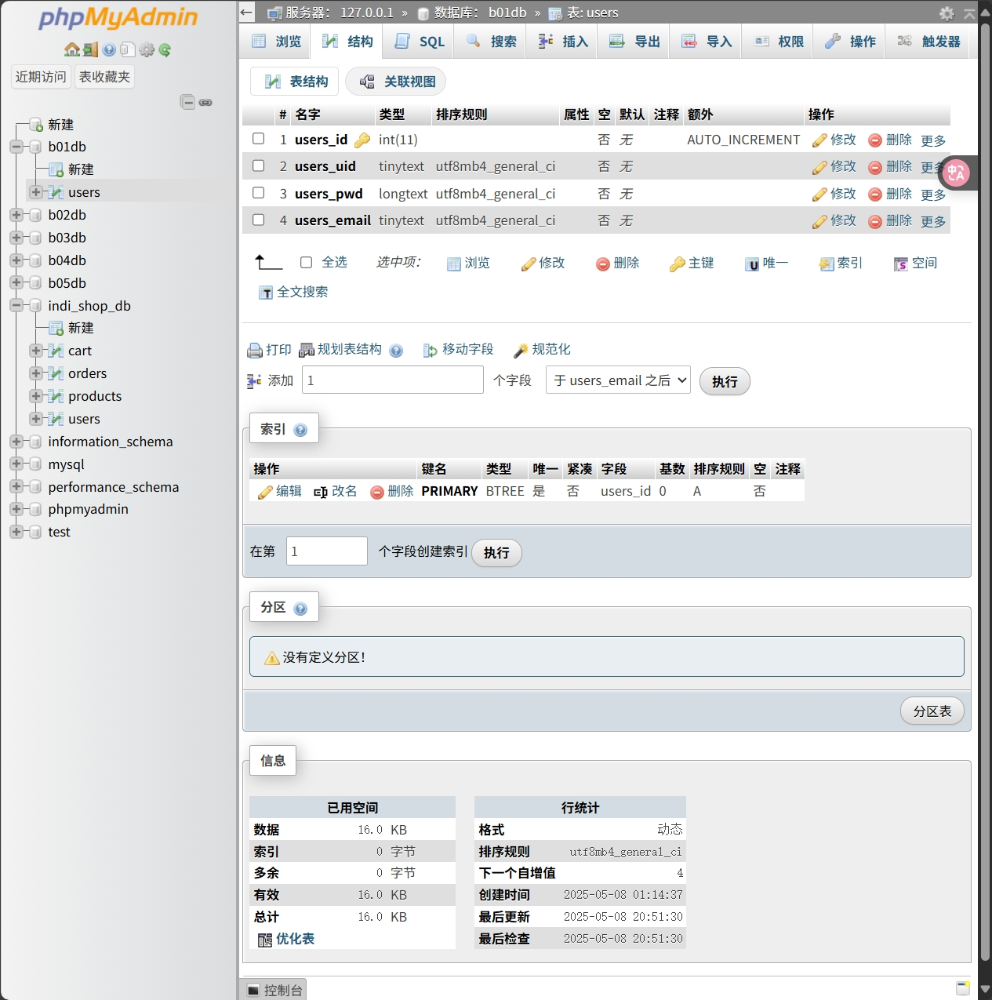 phpMyAdmin
近期访问 表收藏夹
新建
b01db
新建
users
b02db
b03db
b04db
b05db
indi_shop_db
新建
cart
orders
products
users
information_schema
mysql
performance_schema
phpmyadmin
test
服务器： 127.0.0.1 » 数据库： b01db » 表: users
浏览 结构 SQL 搜索 插入 导出 导入 权限 操作 触发器
表结构 关联视图
# 名字 类型 排序规则 属性 空 默认 注释 额外 操作
1 users_id int(11) 否 无 AUTO_INCREMENT 修改 删除 更多
2 users_uid tinytext utf8mb4_general_ci 否 无 修改 删除 更多
3 users_pwd longtext utf8mb4_general_ci 否 无 修改 删除 更多
4 users_email tinytext utf8mb4_general_ci 否 无 修改 删除 更多
全选 选中项： 浏览 修改 删除 主键 唯一 索引 空间
全文搜索
打印 规划表结构 移动字段 规范化
添加 1 个字段 于 users_email 之后 执行
索引
操作 键名 类型 唯一 紧凑 字段 基数 排序规则 空 注释
编辑 改名 删除 PRIMARY BTREE 是 否 users_id 0 A 否
在第 1 个字段创建索引 执行
分区
没有定义分区！
分区表
信息
已用空间
数据 16.0 KB
索引 0 字节
多余 0 字节
有效 16.0 KB
总计 16.0 KB
优化表
行统计
格式 动态
排序规则 utf8mb4_general_ci
下一个自增值 4
创建时间 2025-05-08 01:14:37
最后更新 2025-05-08 20:51:30
最后检查 2025-05-08 20:51:30
控制台